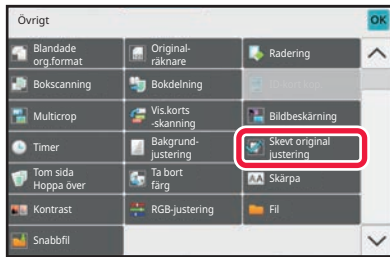 Övrigt
OK
Blandade
org.format
Original-
räknare
Radering
Bokscanning
Bokdelning
Multicrop
Vis.korts
-skanning
Bildbeskärning
Timer
Bakgrund-
justering
Skevt original
justering
Tom sida
Hoppa över
Ta bort
färg
Skärpa
Kontrast
RGB-justering
Fil
Snabbfil